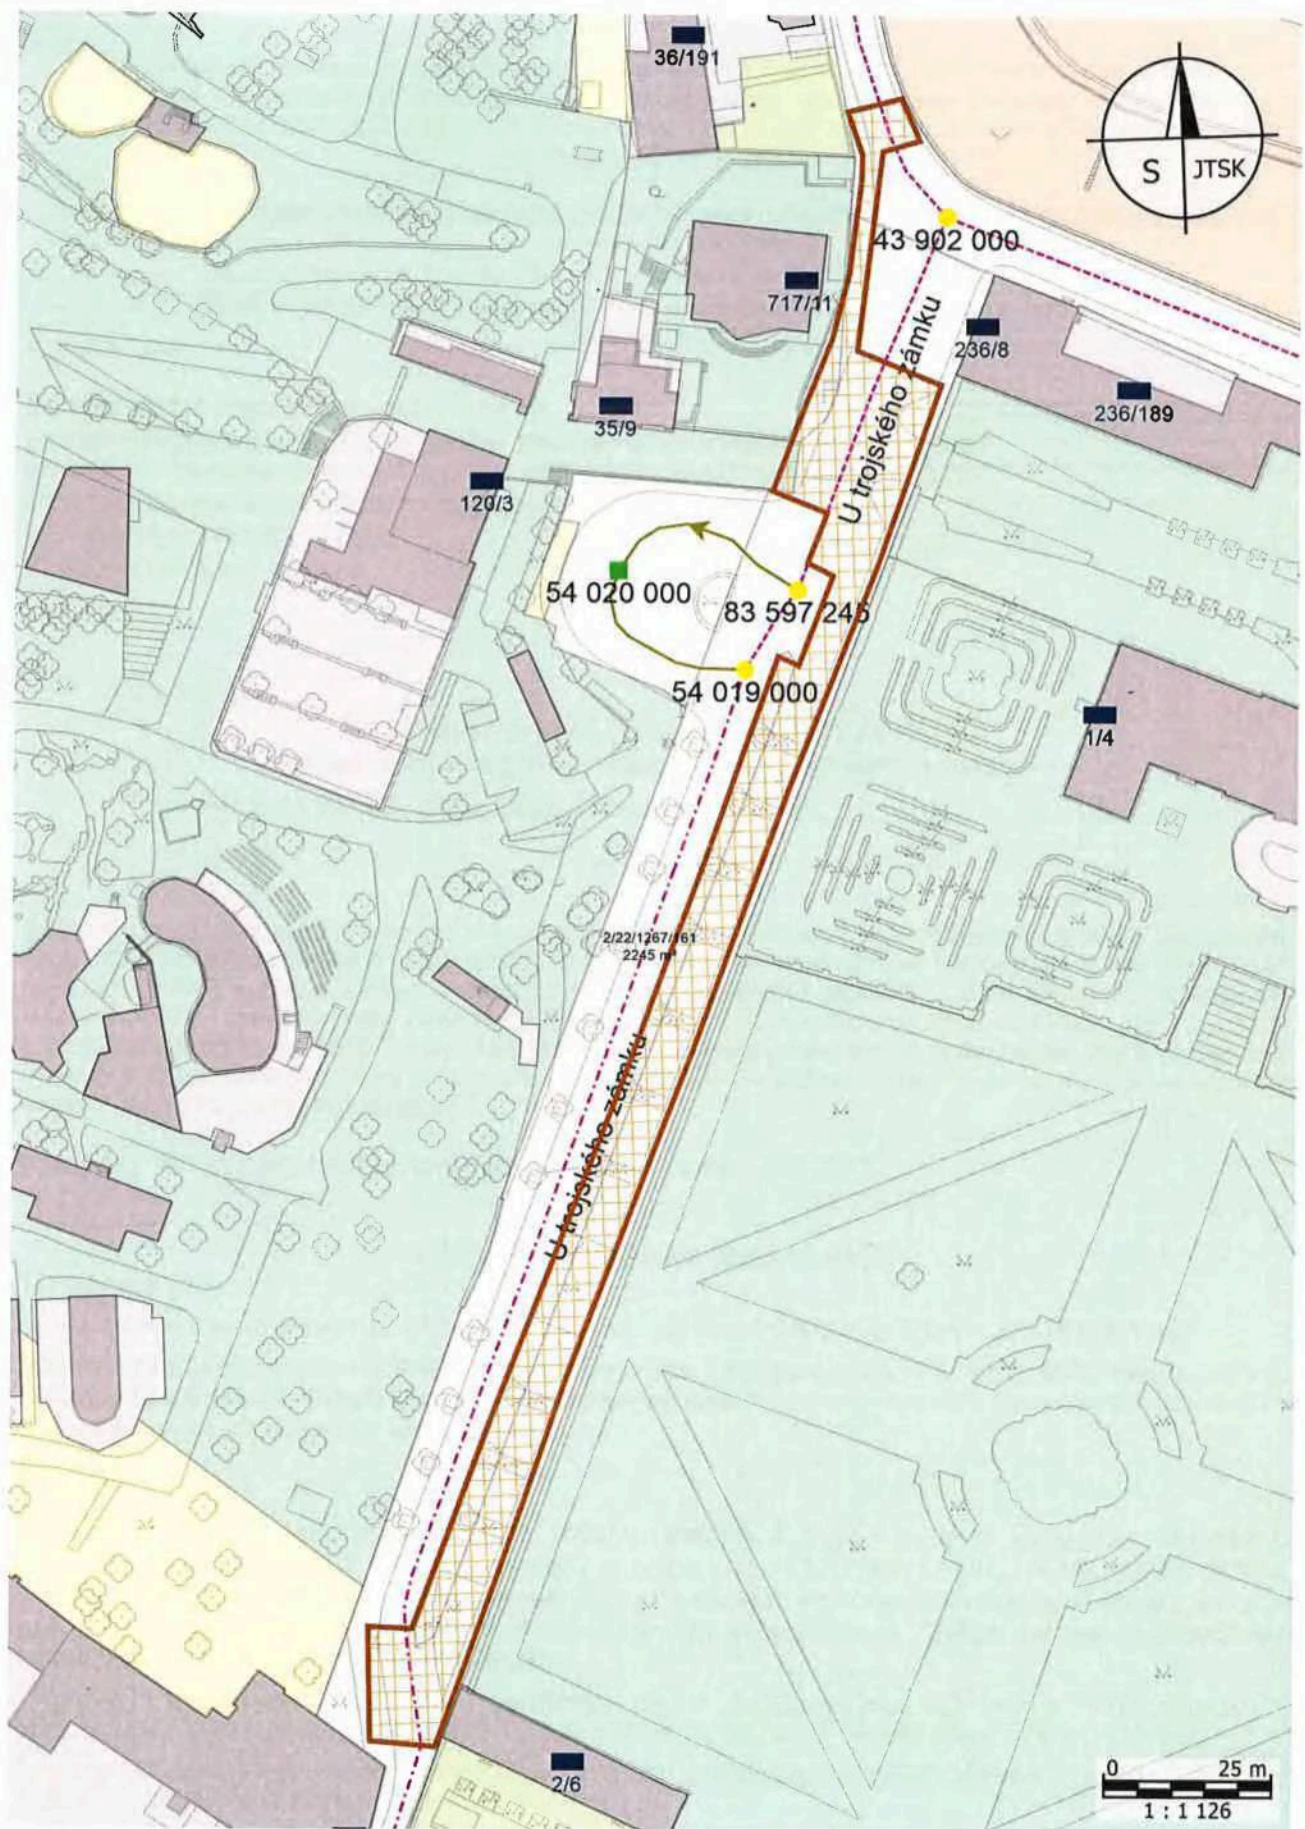 36/191
S JTSK
43 902 000
717/11
U trojského zámku
236/8
236/189
35/9
120/3
54 020 000
83 597 245
54 019 000
1/4
2/22/1267/161
2245 m²
U trojského zámku
2/6
0 25 m
1 : 1 126